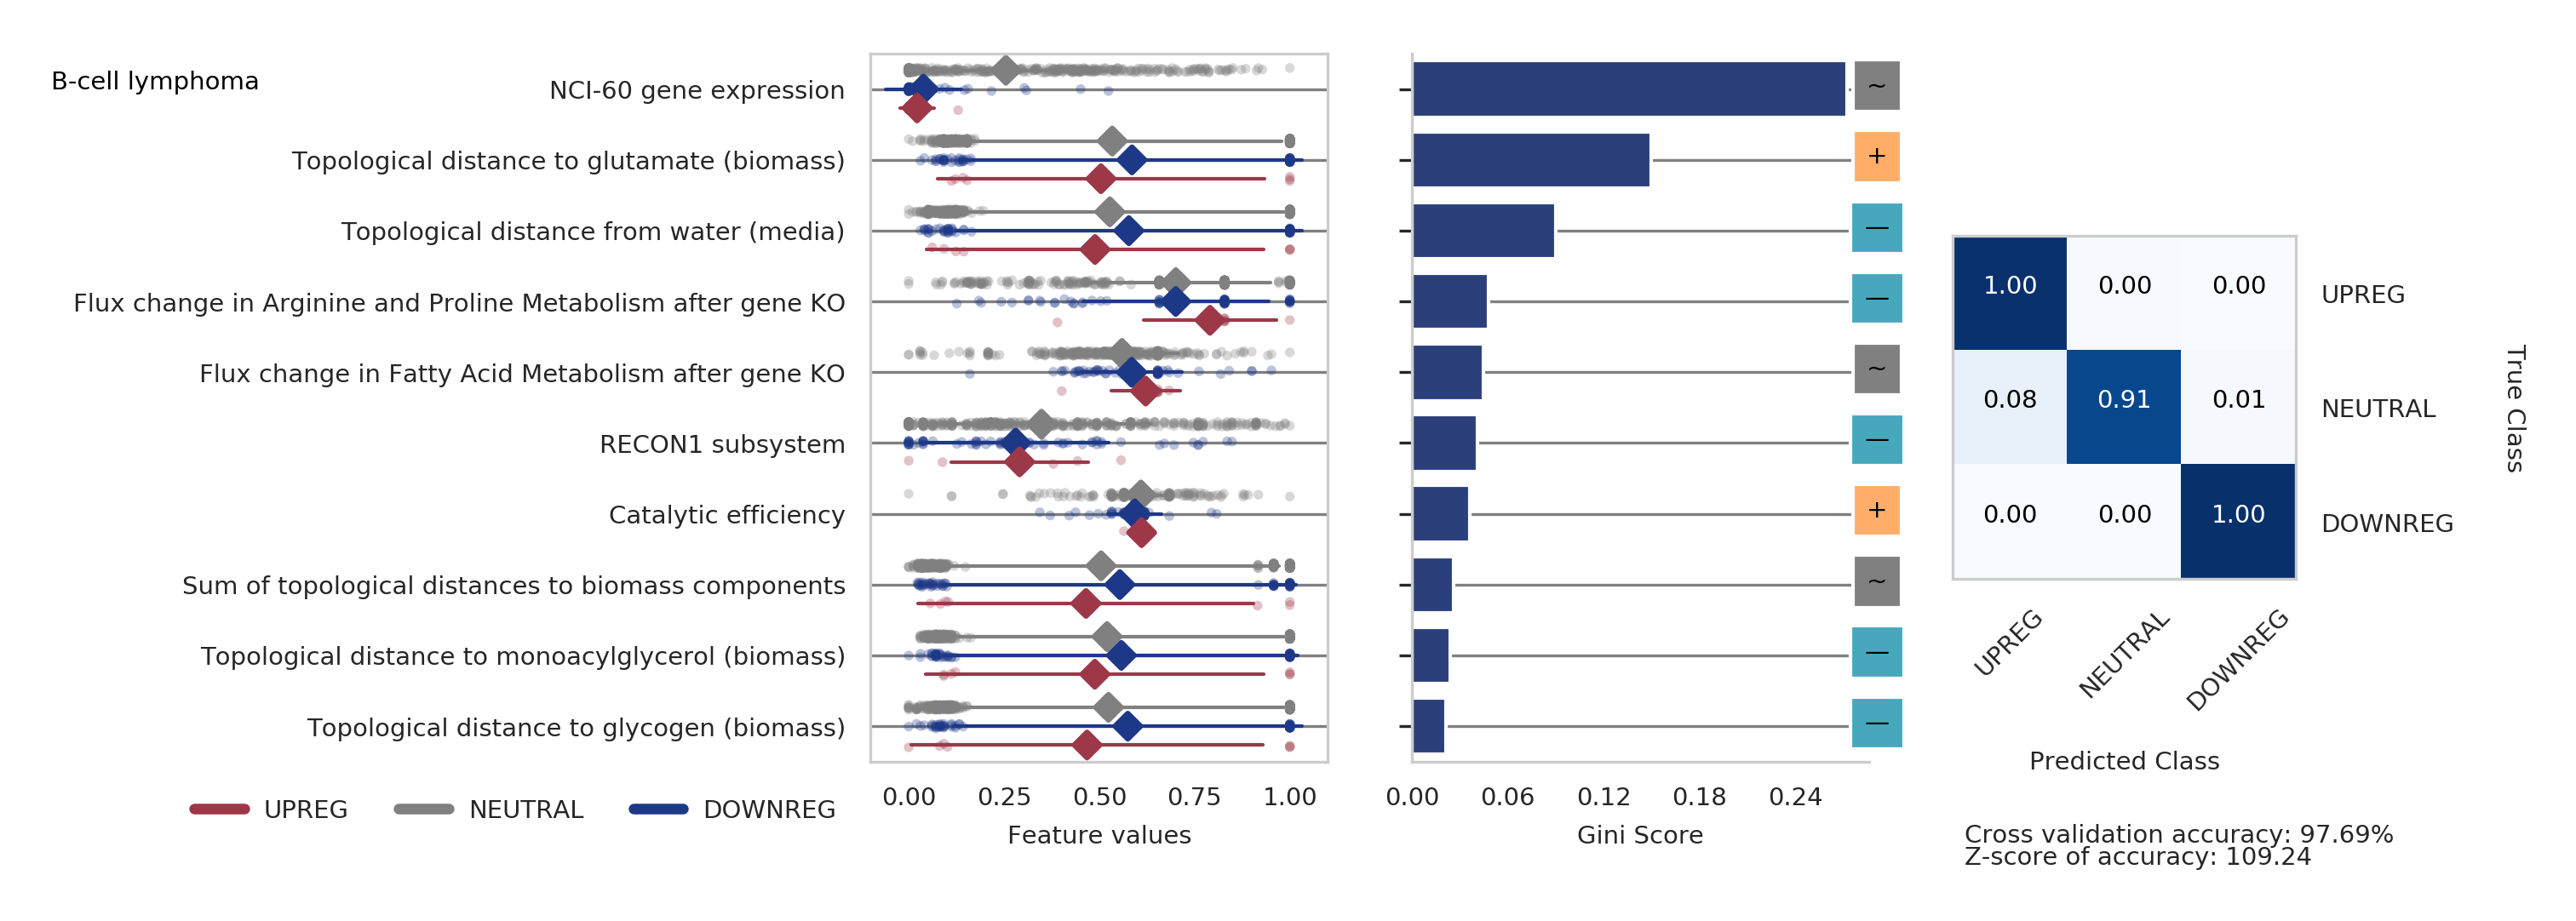 B-cell lymphoma
NCI-60 gene expression
Topological distance to glutamate (biomass)
Topological distance from water (media)
Flux change in Arginine and Proline Metabolism after gene KO
Flux change in Fatty Acid Metabolism after gene KO
RECON1 subsystem
Catalytic efficiency
Sum of topological distances to biomass components
Topological distance to monoacylglycerol (biomass)
Topological distance to glycogen (biomass)
UPREG NEUTRAL DOWNREG
0.00 0.25 0.50 0.75 1.00
Feature values
~
+
—
—
~
—
+
~
—
—
0.00 0.06 0.12 0.18 0.24
Gini Score
1.00 0.00 0.00 UPREG
0.08 0.91 0.01 NEUTRAL
0.00 0.00 1.00 DOWNREG
True Class
UPREG NEUTRAL DOWNREG
Predicted Class
Cross validation accuracy: 97.69%
Z-score of accuracy: 109.24